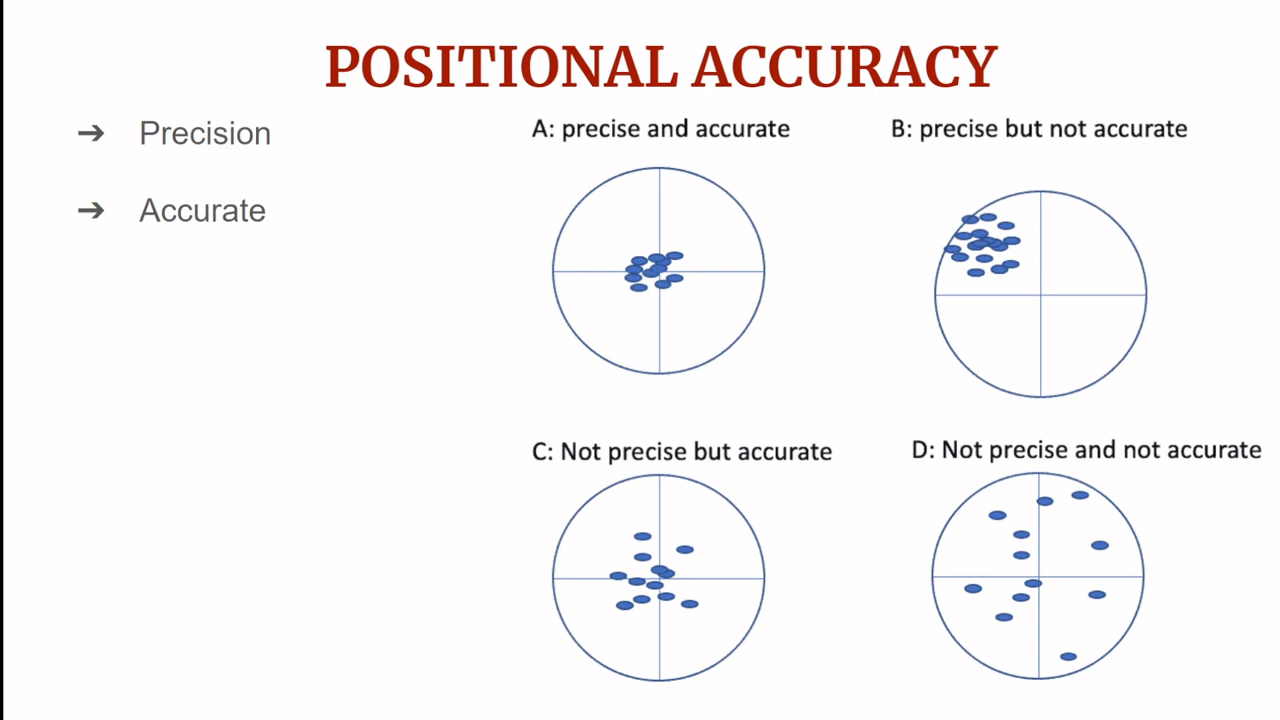 POSITIONAL ACCURACY
➔ Precision
➔ Accurate
A: precise and accurate
B: precise but not accurate
C: Not precise but accurate
D: Not precise and not accurate